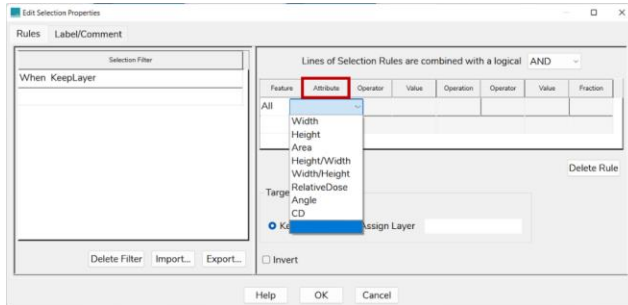 Edit Selection Properties
Rules Label/Comment
Selection Filter
When KeepLayer
Delete Filter Import... Export...
Lines of Selection Rules are combined with a logical AND
Feature Attribute Operator Value Operation Operator Value Fraction
All
Width
Height
Area
Height/Width
Width/Height
RelativeDose
Angle
CD
Delete Rule
Assign Layer
Invert
Help OK Cancel